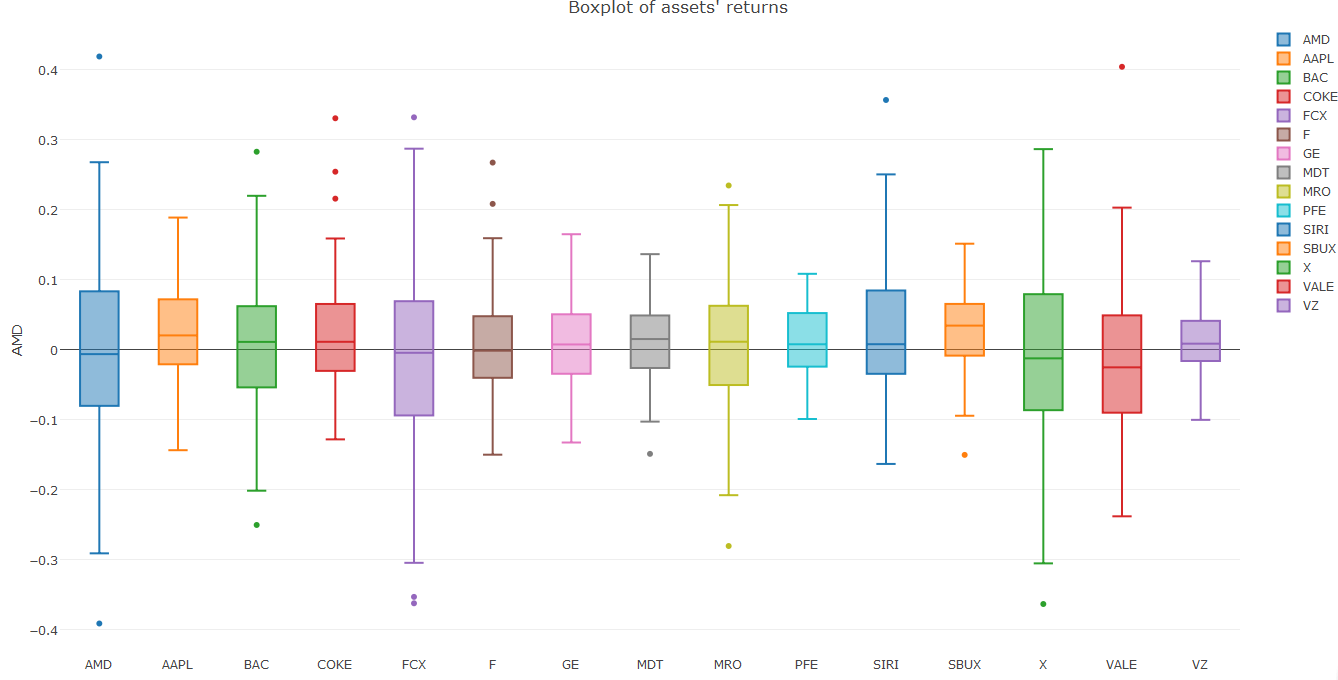 Boxplot of assets' returns
AMD
AAPL
BAC
COKE
FCX
F
GE
MDT
MRO
PFE
SIRI
SBUX
X
VALE
VZ
0.4
0.3
0.2
0.1
0
−0.1
−0.2
−0.3
−0.4
AMD
AMD AAPL BAC COKE FCX F GE MDT MRO PFE SIRI SBUX X VALE VZ